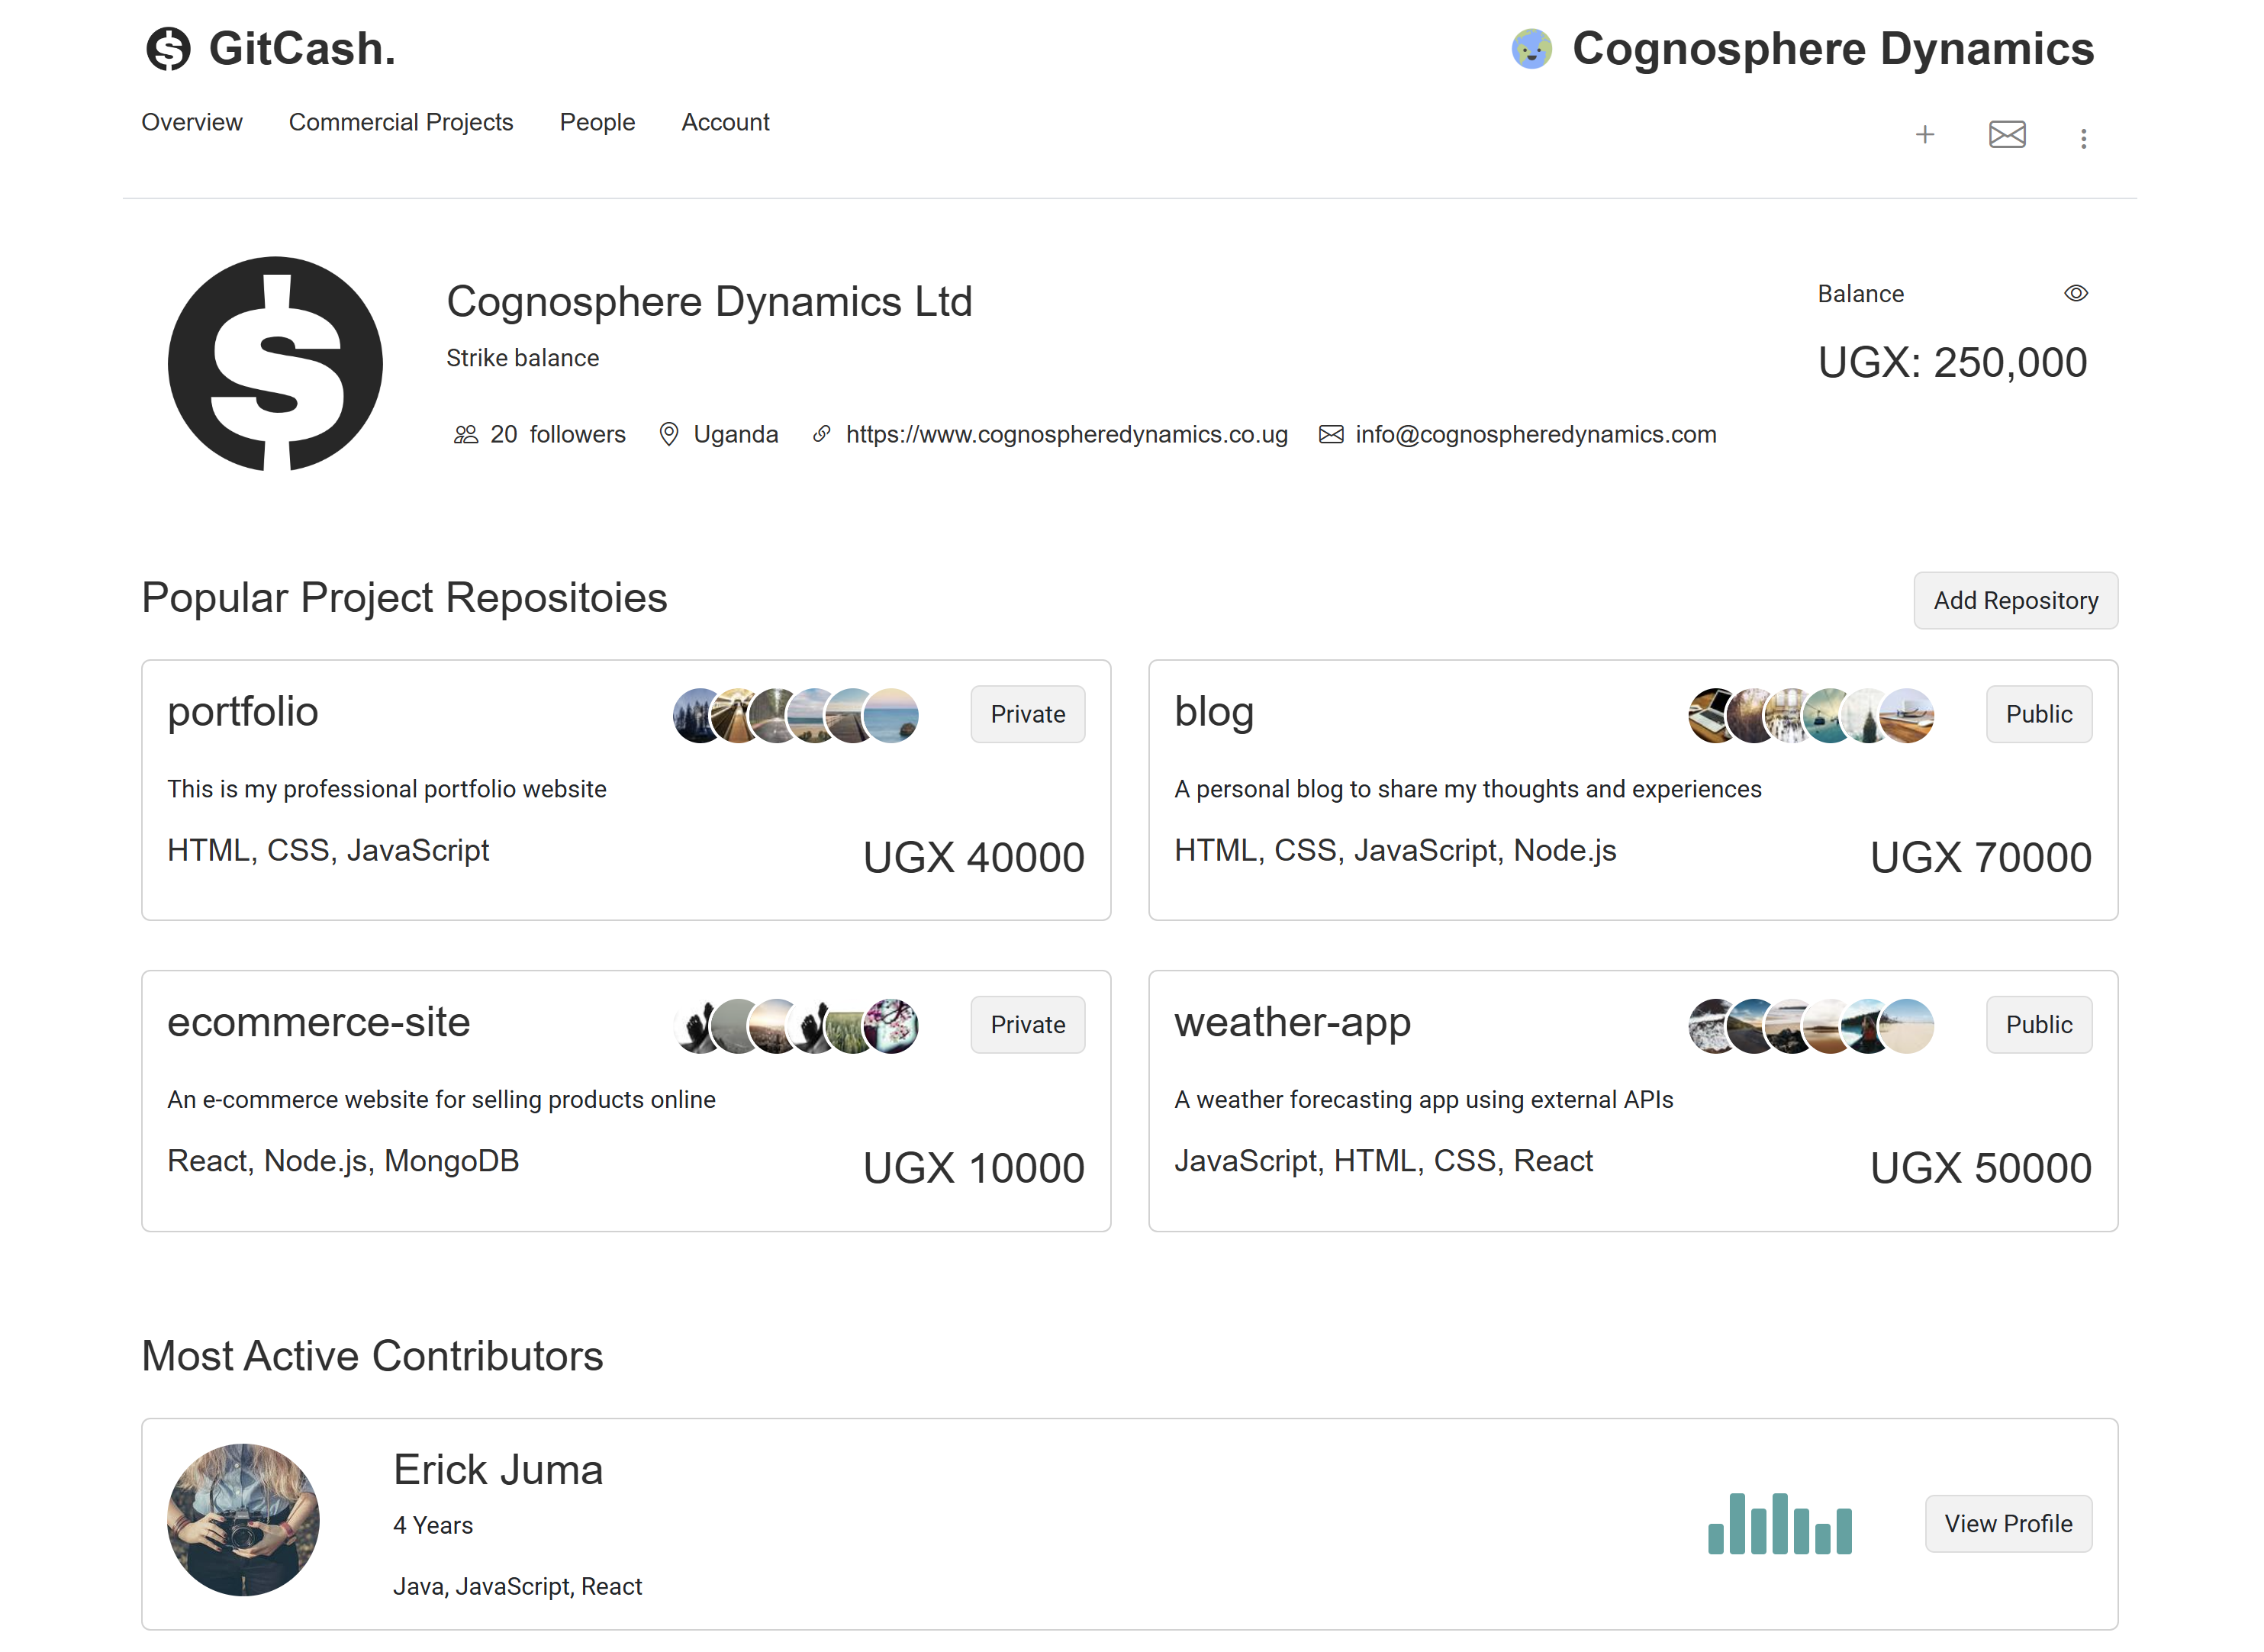 GitCash.
Cognosphere Dynamics
Overview Commercial Projects People Account
Cognosphere Dynamics Ltd
Strike balance
20 followers Uganda https://www.cognospheredynamics.co.ug info@cognospheredynamics.com
Balance
UGX: 250,000
Popular Project Repositoies
Add Repository
portfolio
Private
This is my professional portfolio website
HTML, CSS, JavaScript
UGX 40000
blog
Public
A personal blog to share my thoughts and experiences
HTML, CSS, JavaScript, Node.js
UGX 70000
ecommerce-site
Private
An e-commerce website for selling products online
React, Node.js, MongoDB
UGX 10000
weather-app
Public
A weather forecasting app using external APIs
JavaScript, HTML, CSS, React
UGX 50000
Most Active Contributors
Erick Juma
4 Years
Java, JavaScript, React
View Profile